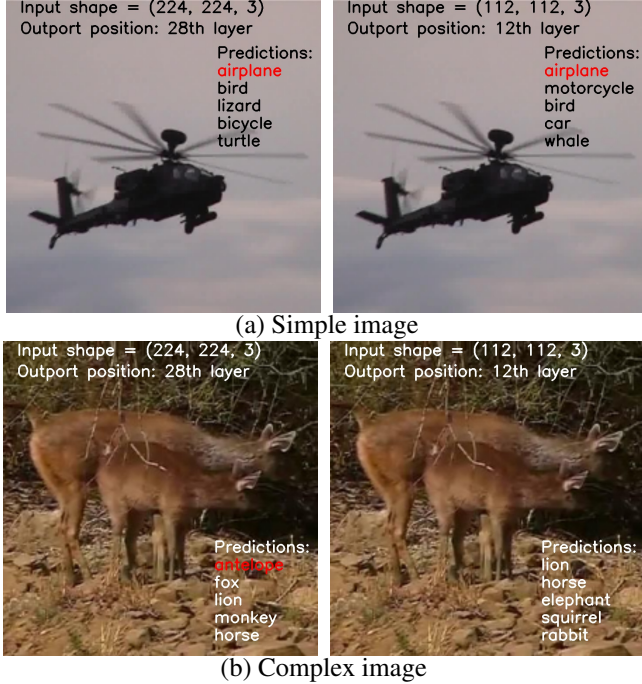 Input shape = (224, 224, 3)
Outport position: 28th layer
Predictions:
airplane
bird
lizard
bicycle
turtle
Input shape = (112, 112, 3)
Outport position: 12th layer
Predictions:
airplane
motorcycle
bird
car
whale
(a) Simple image
Input shape = (224, 224, 3)
Outport position: 28th layer
Predictions:
antelope
fox
lion
monkey
horse
Input shape = (112, 112, 3)
Outport position: 12th layer
Predictions:
lion
horse
elephant
squirrel
rabbit
(b) Complex image